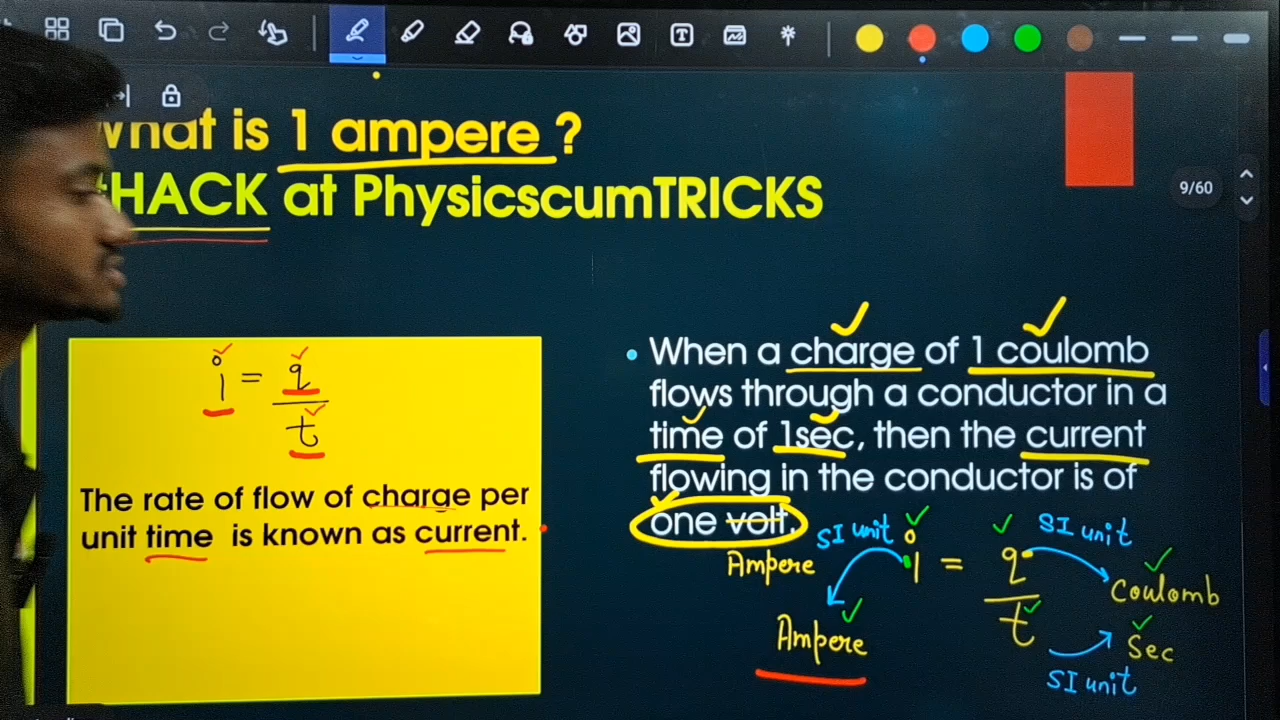 What is 1 ampere ?
HACK at PhysicscumTRICKS
9/60
i = q
t
The rate of flow of charge per
unit time is known as current.
When a charge of 1 coulomb
flows through a conductor in a
time of 1sec, then the current
flowing in the conductor is of
one volt.
Ampere
SI unit
i = q
t
SI unit
Coulomb
Ampere
Sec
SI unit